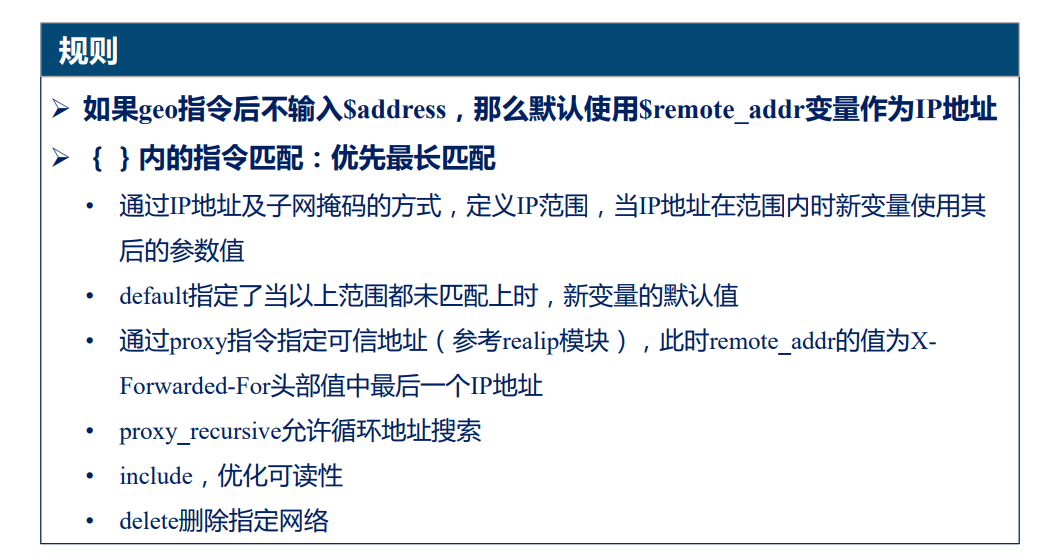 规则
➢ 如果geo指令后不输入$address，那么默认使用$remote_addr变量作为IP地址
➢ ｛ ｝内的指令匹配：优先最长匹配
• 通过IP地址及子网掩码的方式，定义IP范围，当IP地址在范围内时新变量使用其
后的参数值
• default指定了当以上范围都未匹配上时，新变量的默认值
• 通过proxy指令指定可信地址（参考realip模块），此时remote_addr的值为X-
Forwarded-For头部值中最后一个IP地址
• proxy_recursive允许循环地址搜索
• include，优化可读性
• delete删除指定网络